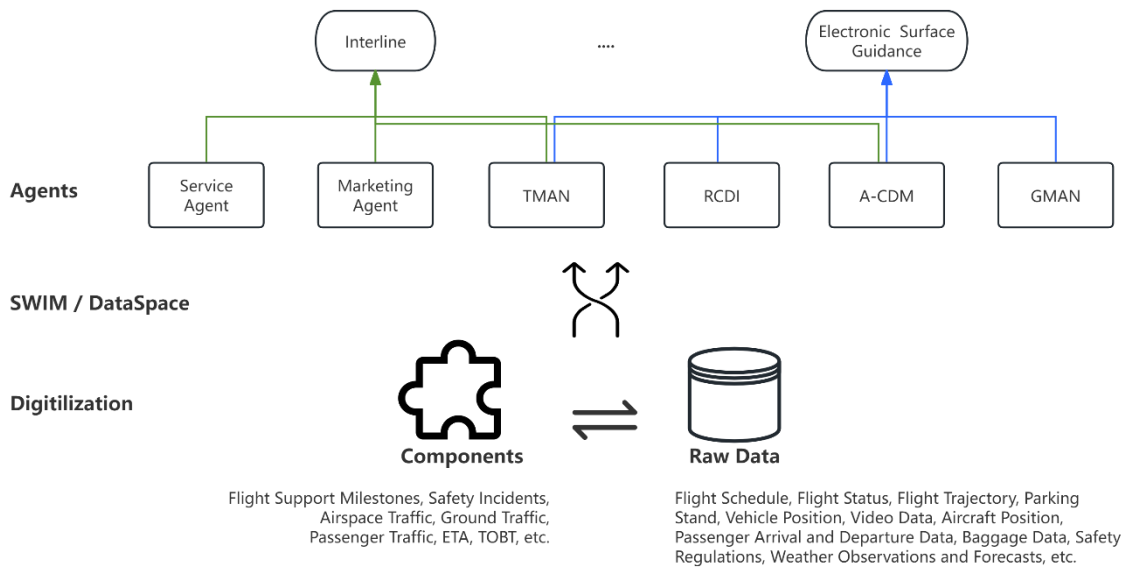 Interline
....
Electronic Surface
Guidance
Agents
Service
Agent
Marketing
Agent
TMAN
RCDI
A-CDM
GMAN
SWIM / DataSpace
Digitilization
Components
Raw Data
Flight Support Milestones, Safety Incidents,
Airspace Traffic, Ground Traffic,
Passenger Traffic, ETA, TOBT, etc.
Flight Schedule, Flight Status, Flight Trajectory, Parking
Stand, Vehicle Position, Video Data, Aircraft Position,
Passenger Arrival and Departure Data, Baggage Data, Safety
Regulations, Weather Observations and Forecasts, etc.